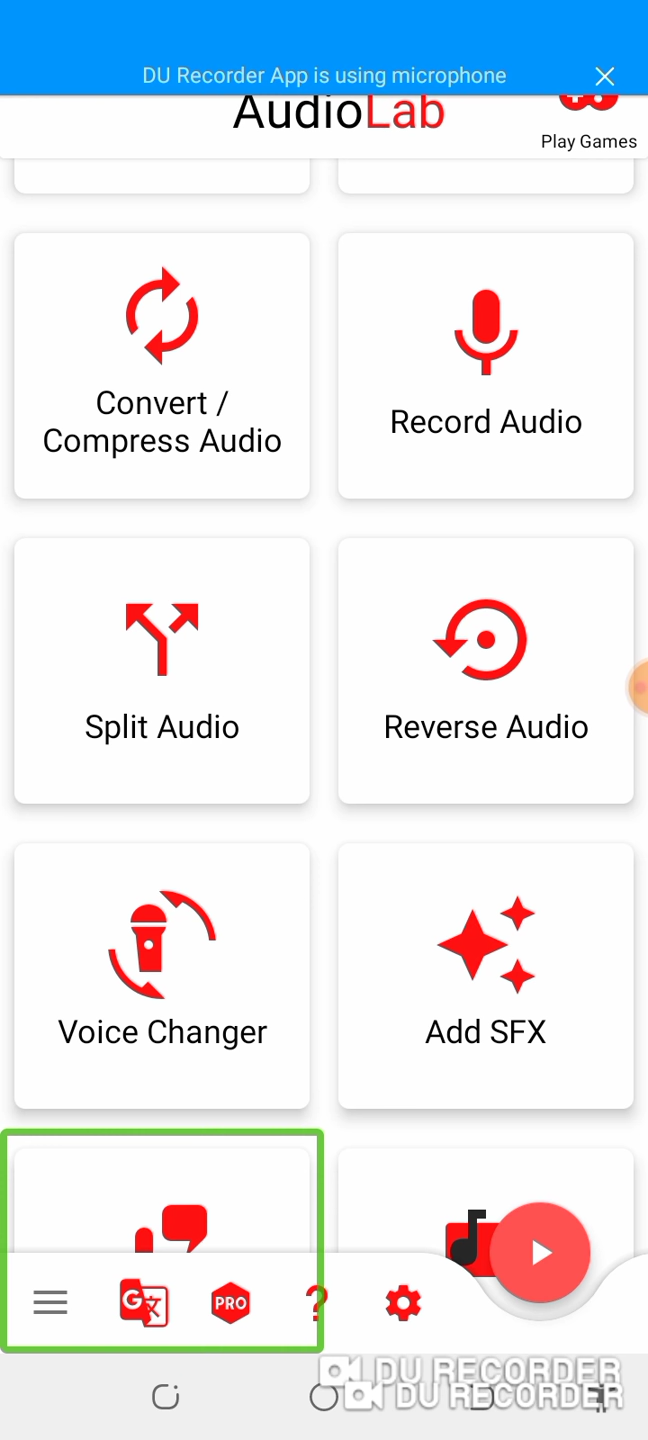 DU Recorder App is using microphone
AudioLab
Play Games
Convert /
Compress Audio
Record Audio
Split Audio
Reverse Audio
Voice Changer
Add SFX
G 文
PRO
?
DU RECORDER
DU RECORDER